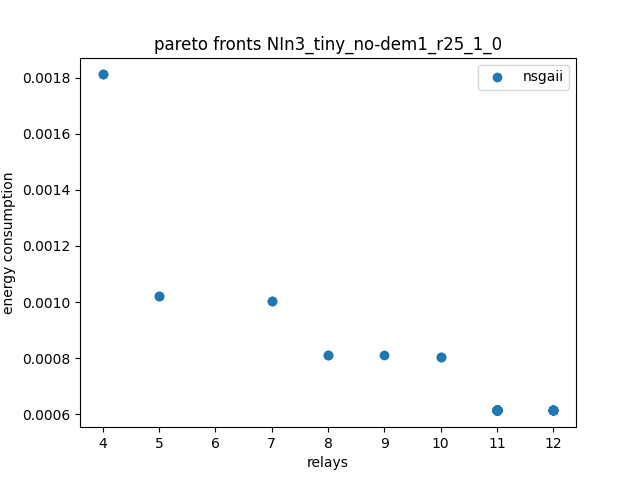 pareto fronts NIn3_tiny_no-dem1_r25_1_0
nsgaii
0.0018
0.0016
0.0014
0.0012
0.0010
0.0008
0.0006
energy consumption
4 5 6 7 8 9 10 11 12
relays